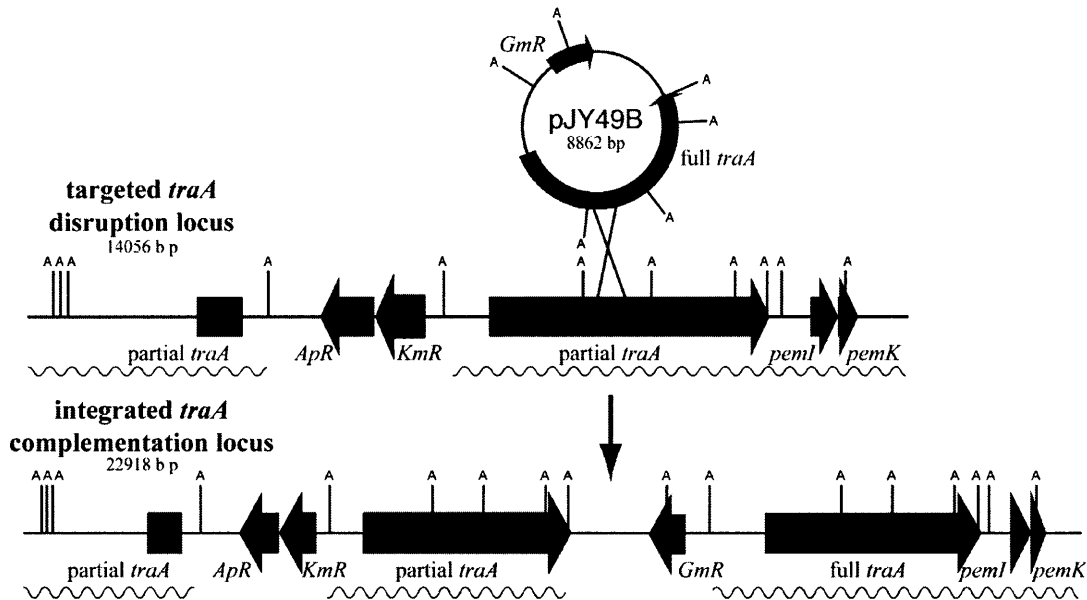 A
GmR
A
A
pJY49B
8862 bp
A
full traA
A
A
targeted traA
disruption locus
14056 b p
A A A A A A A A A A A
partial traA ApR KmR partial traA pemI pemK
integrated traA
complementation locus
22918 b p
A A A A A A A A A A A A A A A A A
partial traA ApR KmR partial traA GmR full traA pemI pemK